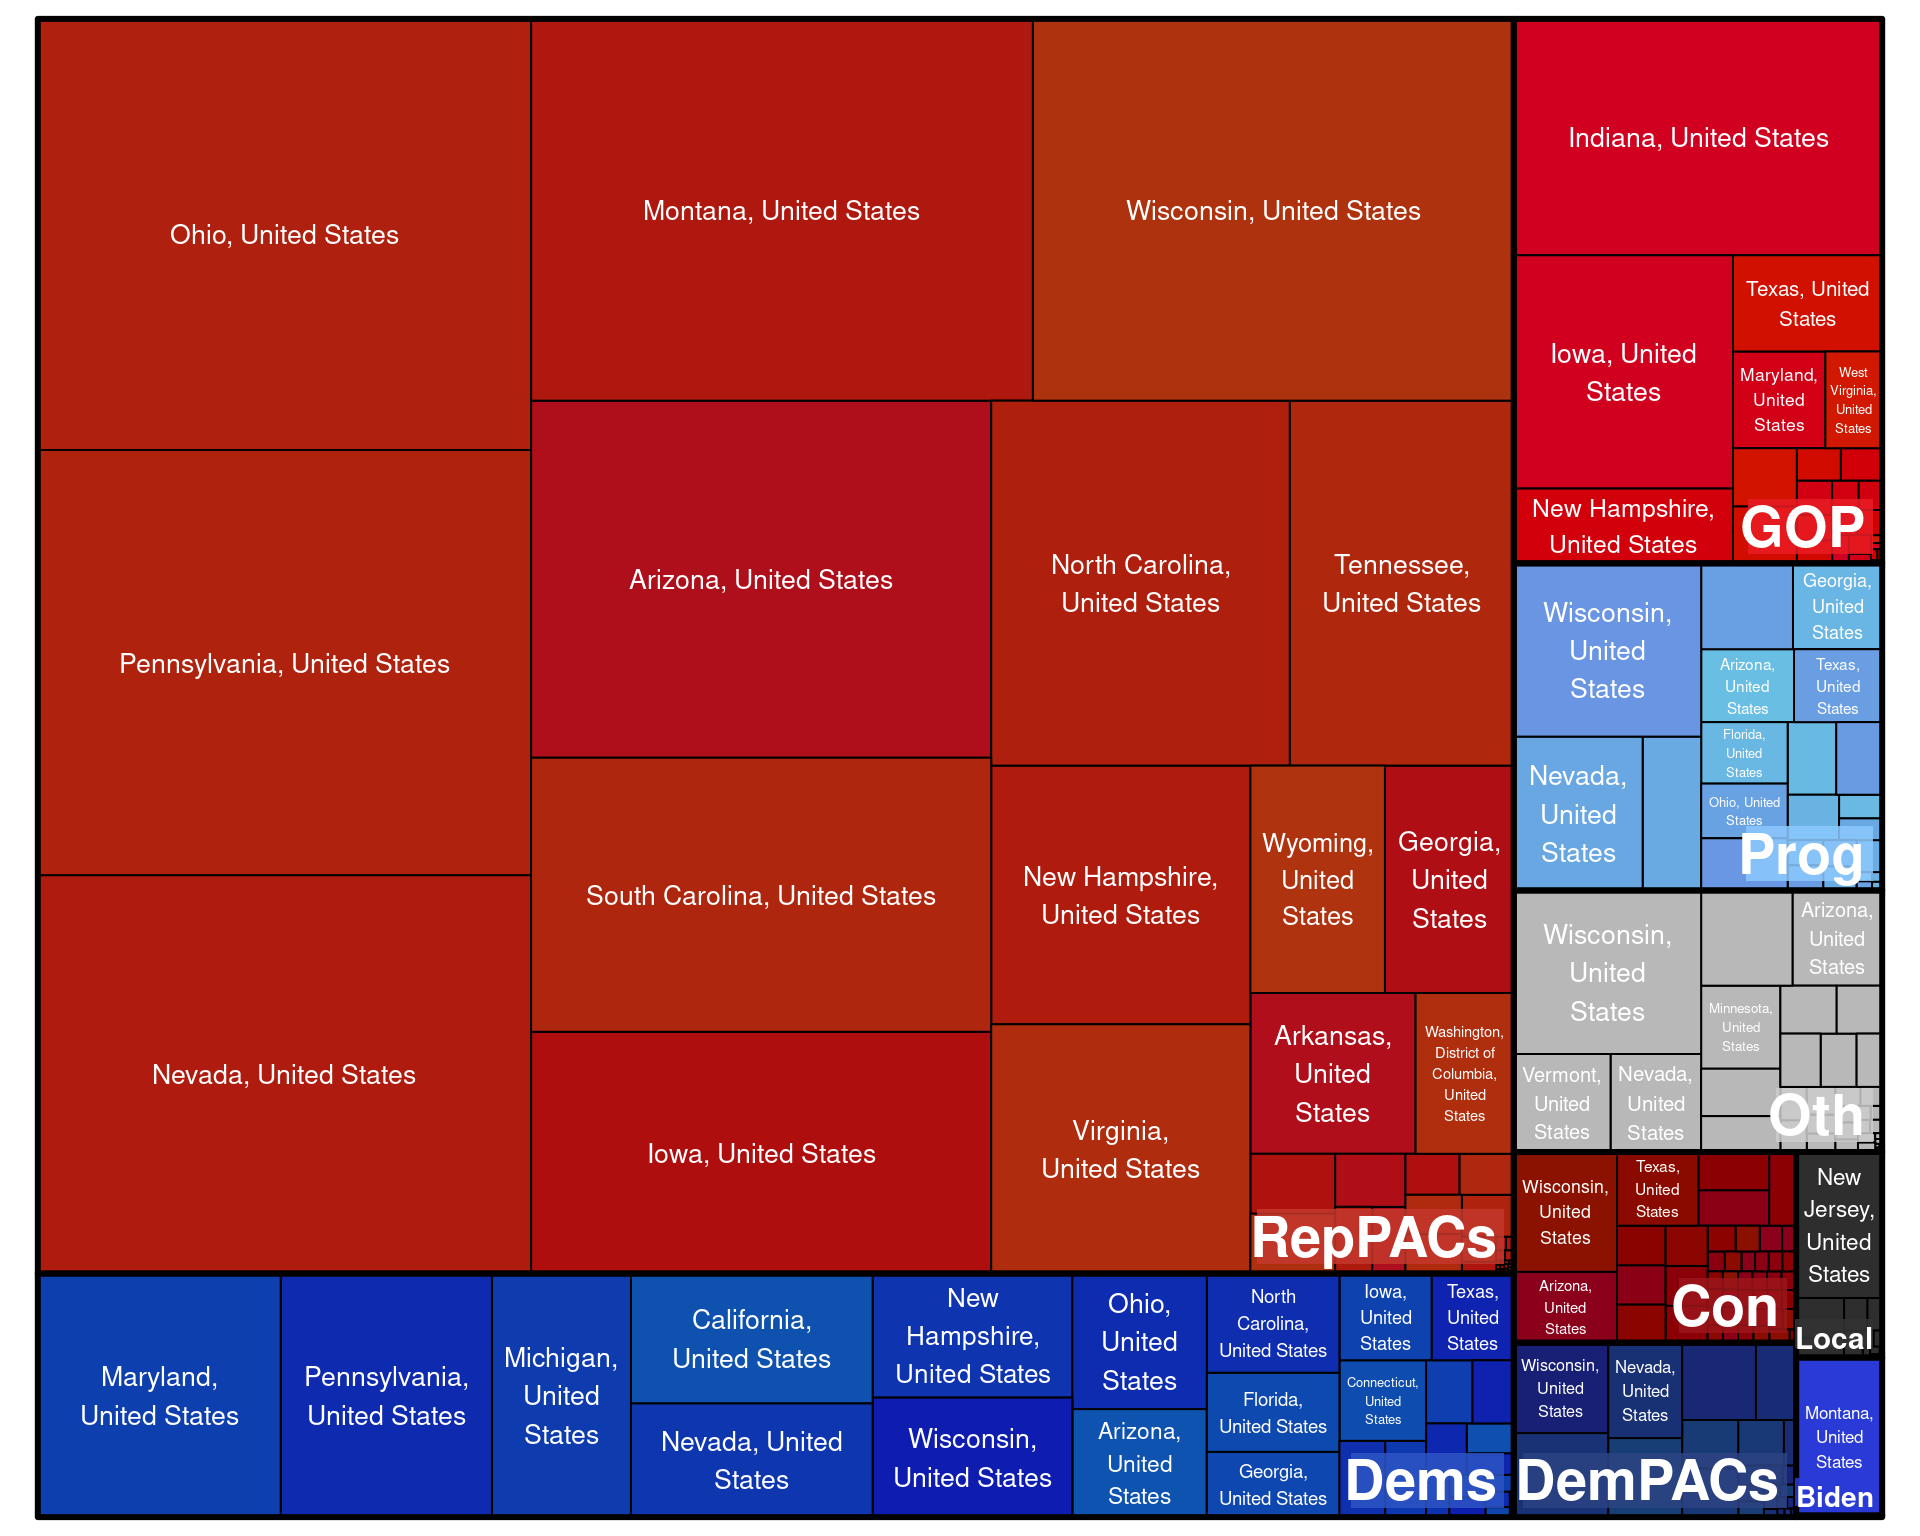 Ohio, United States
Montana, United States
Wisconsin, United States
Pennsylvania, United States
Arizona, United States
North Carolina,
United States
Tennessee,
United States
Nevada, United States
South Carolina, United States
Iowa, United States
New Hampshire,
United States
Virginia,
United States
Wyoming,
United
States
Georgia,
United
States
Arkansas,
United
States
Washington,
District of
Columbia,
United
States
RepPACs
Indiana, United States
Iowa, United
States
Texas, United
States
Maryland,
United
States
West
Virginia,
United
States
New Hampshire,
United States
GOP
Wisconsin,
United
States
Georgia,
United
States
Arizona,
United
States
Texas,
United
States
Florida,
United
States
Ohio, United
States
Nevada,
United
States
Prog
Wisconsin,
United
States
Arizona,
United
States
Minnesota,
United
States
Vermont,
United
States
Nevada,
United
States
Oth
Wisconsin,
United
States
Texas,
United
States
Arizona,
United
States
Con
New
Jersey,
United
States
Local
Maryland,
United States
Pennsylvania,
United States
Michigan,
United
States
California,
United States
Nevada, United
States
New
Hampshire,
United States
Wisconsin,
United States
Ohio,
United
States
Arizona,
United
States
North
Carolina,
United States
Florida,
United States
Georgia,
United States
Iowa,
United
States
Texas,
United
States
Connecticut,
United
States
Dems
Wisconsin,
United
States
Nevada,
United
States
DemPACs
Montana,
United
States
Biden